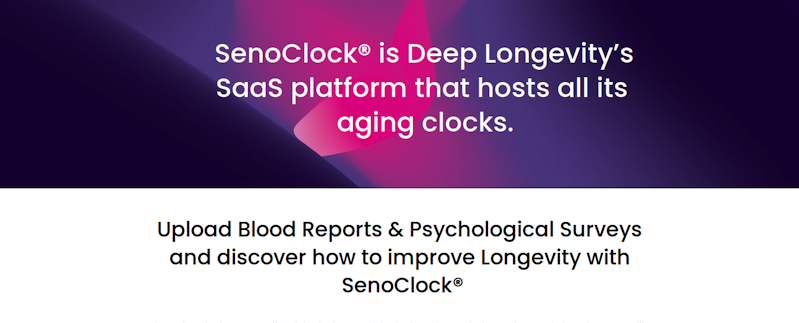 SenoClock® is Deep Longevity’s
SaaS platform that hosts all its
aging clocks.
Upload Blood Reports & Psychological Surveys
and discover how to improve Longevity with
SenoClock®